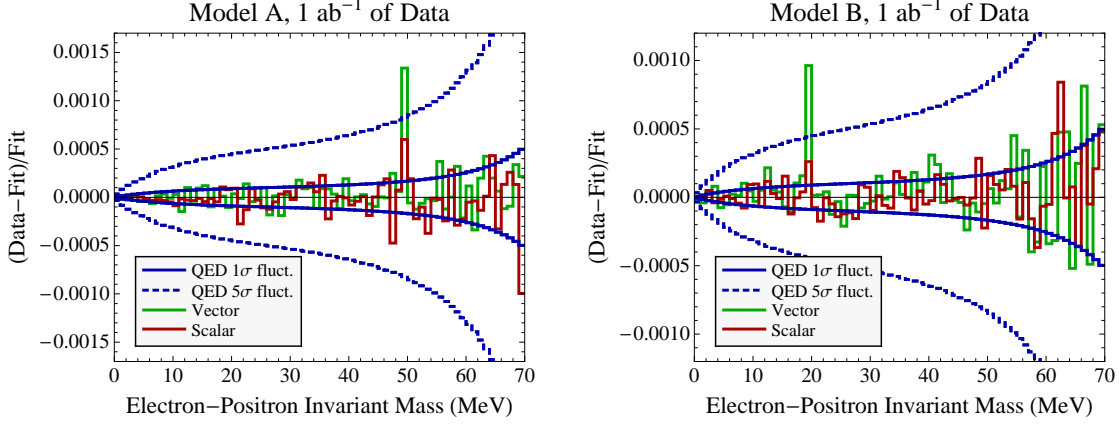 Model A, 1 ab⁻¹ of Data
(Data−Fit)/Fit
0.0015
0.0010
0.0005
0.0000
−0.0005
−0.0010
−0.0015
QED 1σ fluct.
QED 5σ fluct.
Vector
Scalar
0 10 20 30 40 50 60 70
Electron−Positron Invariant Mass (MeV)
Model B, 1 ab⁻¹ of Data
(Data−Fit)/Fit
0.0010
0.0005
0.0000
−0.0005
−0.0010
QED 1σ fluct.
QED 5σ fluct.
Vector
Scalar
0 10 20 30 40 50 60 70
Electron−Positron Invariant Mass (MeV)